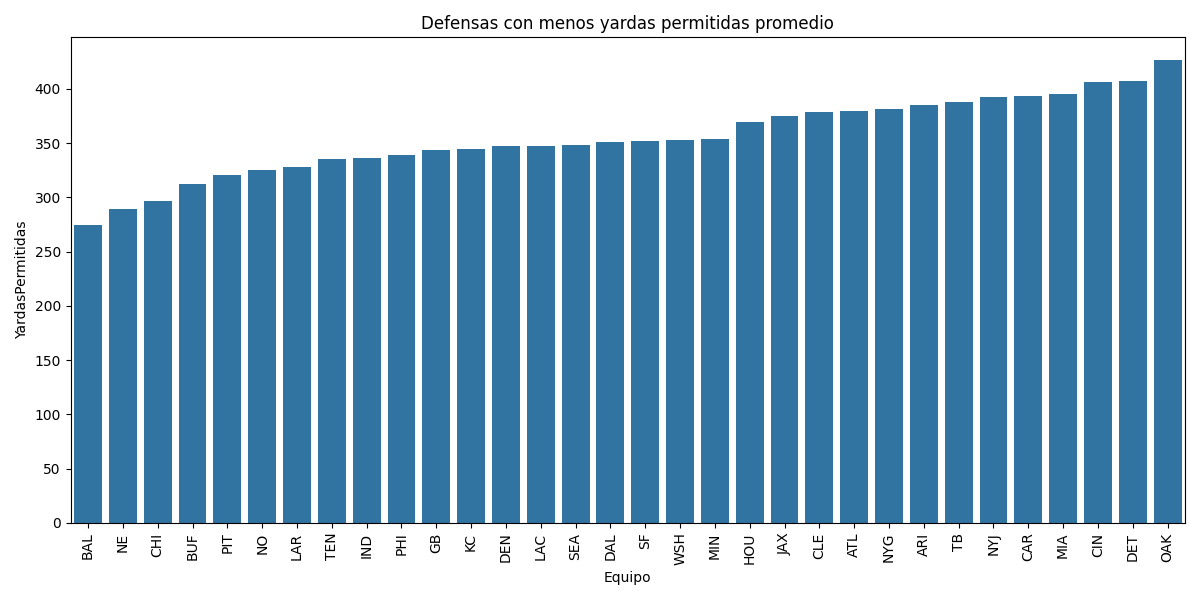 Defensas con menos yardas permitidas promedio
YardasPermitidas
400
350
300
250
200
150
100
50
0
BAL NE CHI BUF PIT NO LAR TEN IND PHI GB KC DEN LAC SEA DAL SF WSH MIN HOU JAX CLE ATL NYG ARI TB NYJ CAR MIA CIN DET OAK
Equipo